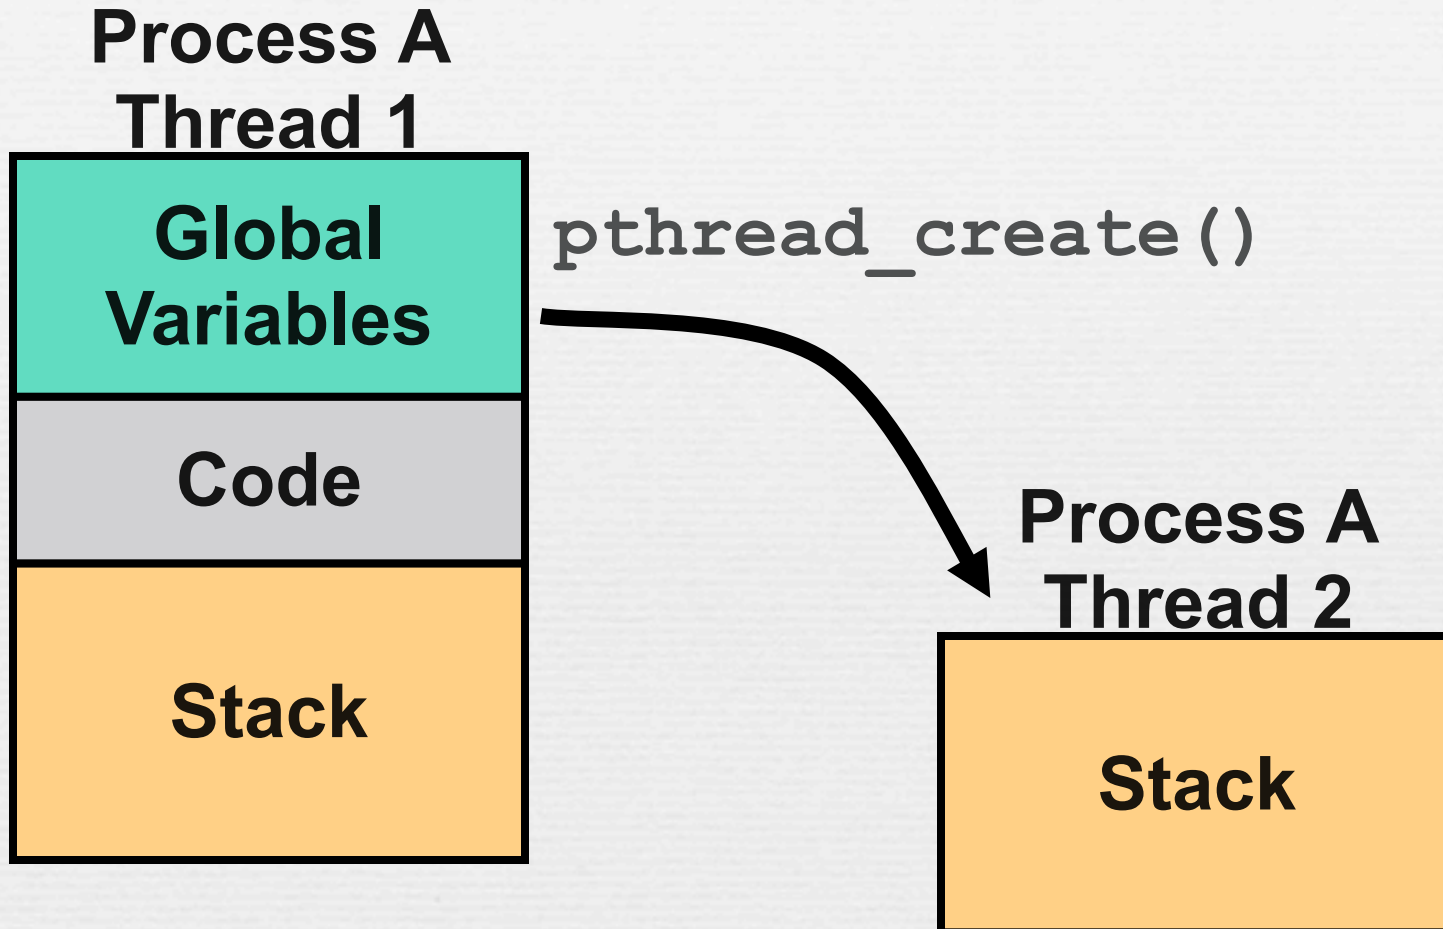 Process A
Thread 1
Global
Variables
pthread_create()
Code
Stack
Process A
Thread 2
Stack